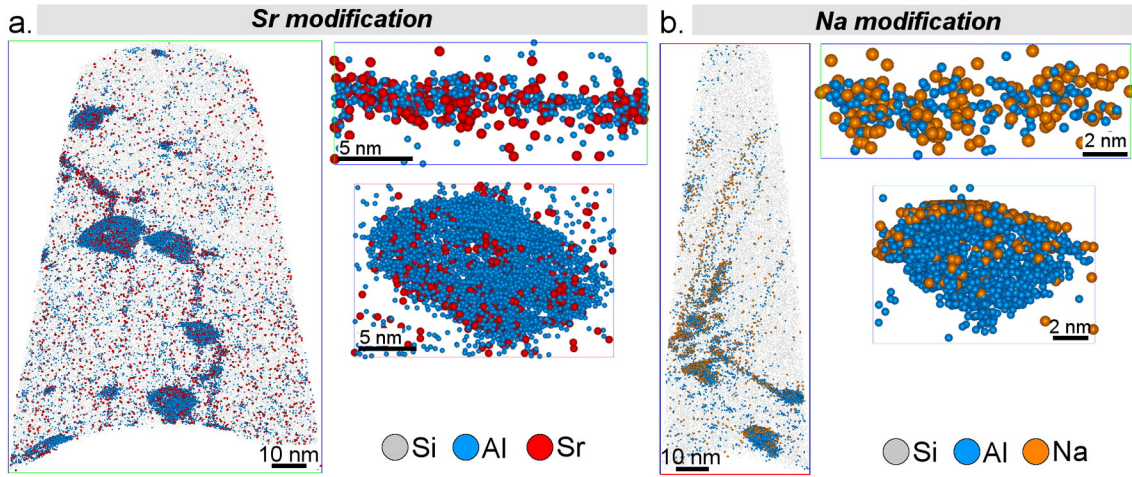 a.
Sr modification
5 nm
5 nm
10 nm
Si Al Sr
b.
Na modification
2 nm
2 nm
10 nm
Si Al Na